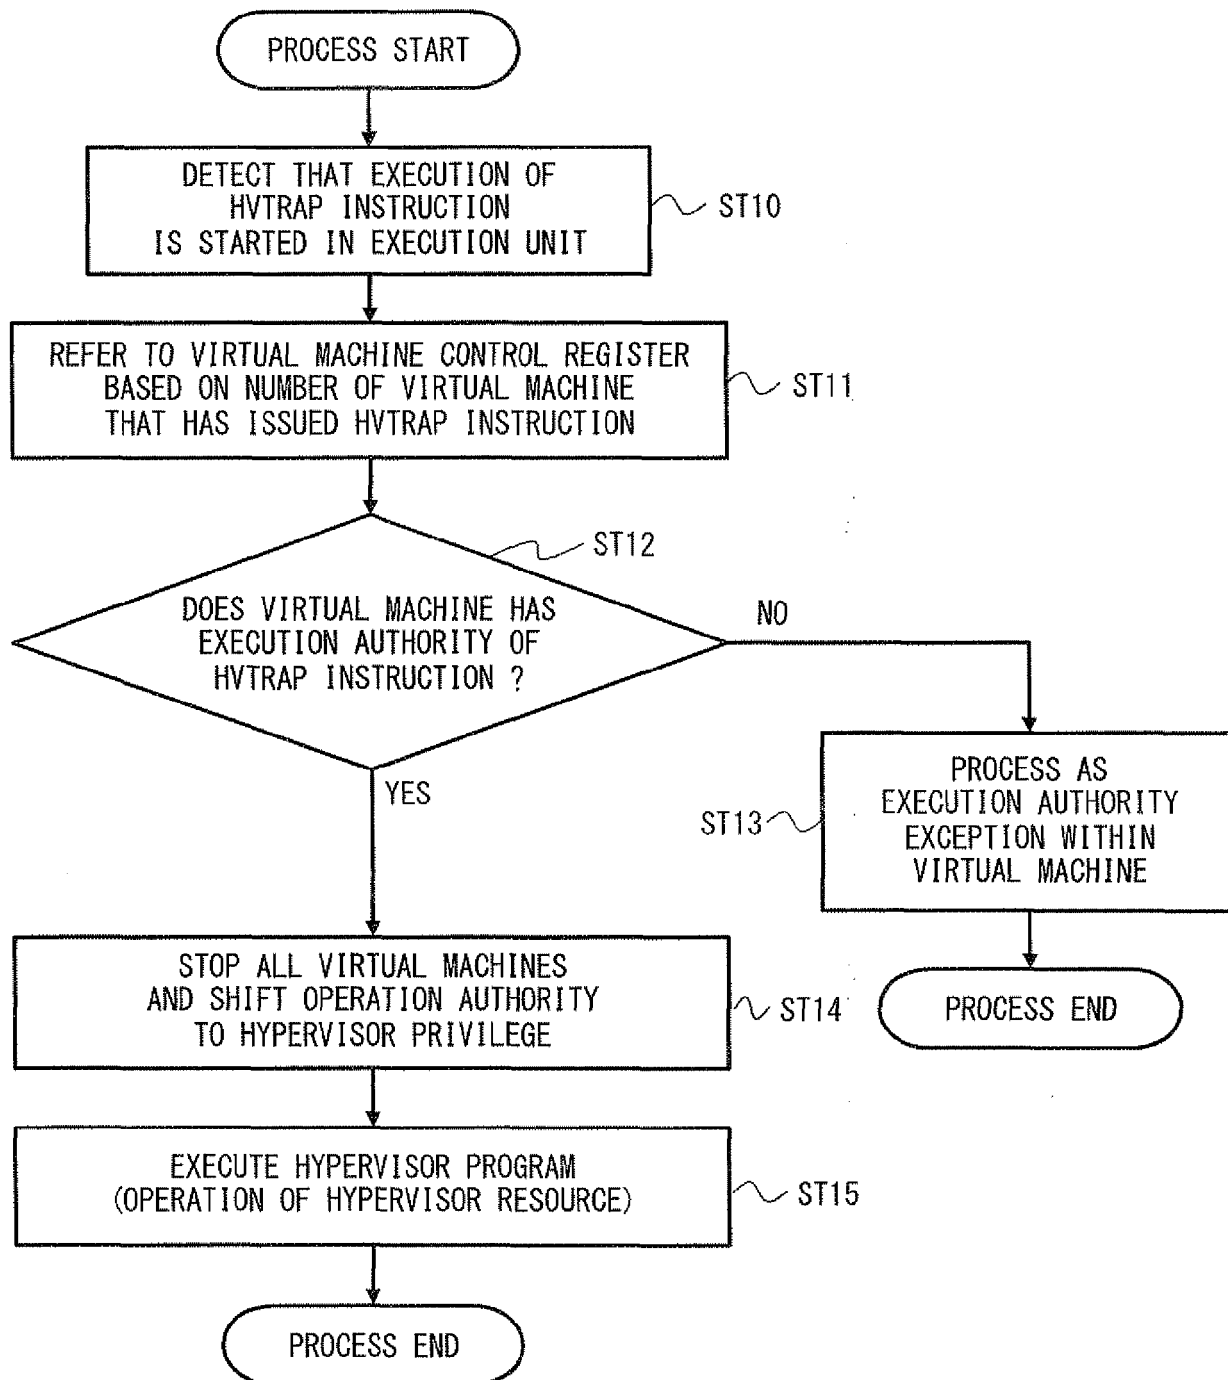 PROCESS START
DETECT THAT EXECUTION OF
HVTRAP INSTRUCTION
IS STARTED IN EXECUTION UNIT
ST10
REFER TO VIRTUAL MACHINE CONTROL REGISTER
BASED ON NUMBER OF VIRTUAL MACHINE
THAT HAS ISSUED HVTRAP INSTRUCTION
ST11
ST12
DOES VIRTUAL MACHINE HAS
EXECUTION AUTHORITY OF
HVTRAP INSTRUCTION ?
NO
YES
PROCESS AS
EXECUTION AUTHORITY
EXCEPTION WITHIN
VIRTUAL MACHINE
ST13
STOP ALL VIRTUAL MACHINES
AND SHIFT OPERATION AUTHORITY
TO HYPERVISOR PRIVILEGE
ST14
PROCESS END
EXECUTE HYPERVISOR PROGRAM
(OPERATION OF HYPERVISOR RESOURCE)
ST15
PROCESS END